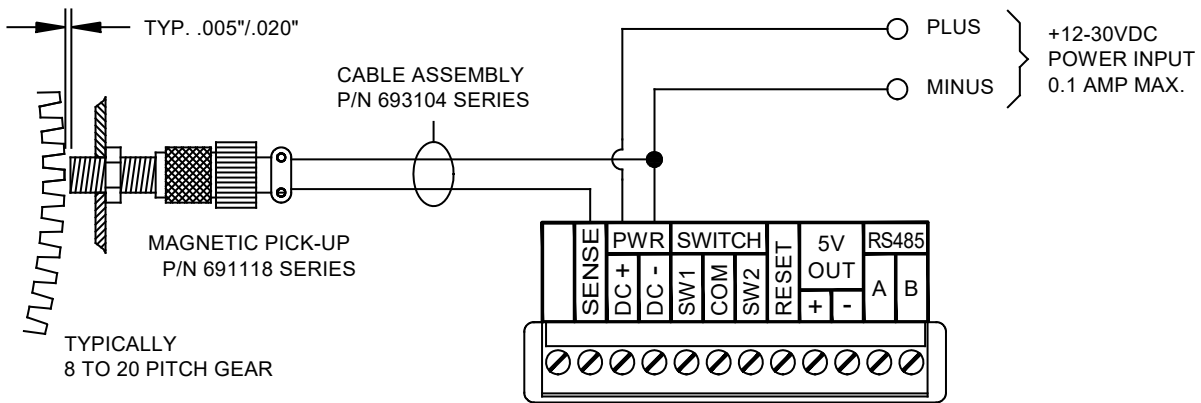 TYP. .005"/.020"
CABLE ASSEMBLY
P/N 693104 SERIES
PLUS
MINUS
+12-30VDC
POWER INPUT
0.1 AMP MAX.
MAGNETIC PICK-UP
P/N 691118 SERIES
TYPICALLY
8 TO 20 PITCH GEAR
SENSE
PWR
DC +
DC -
SWITCH
SW1
COM
SW2
RESET
5V
OUT
+ -
RS485
A B